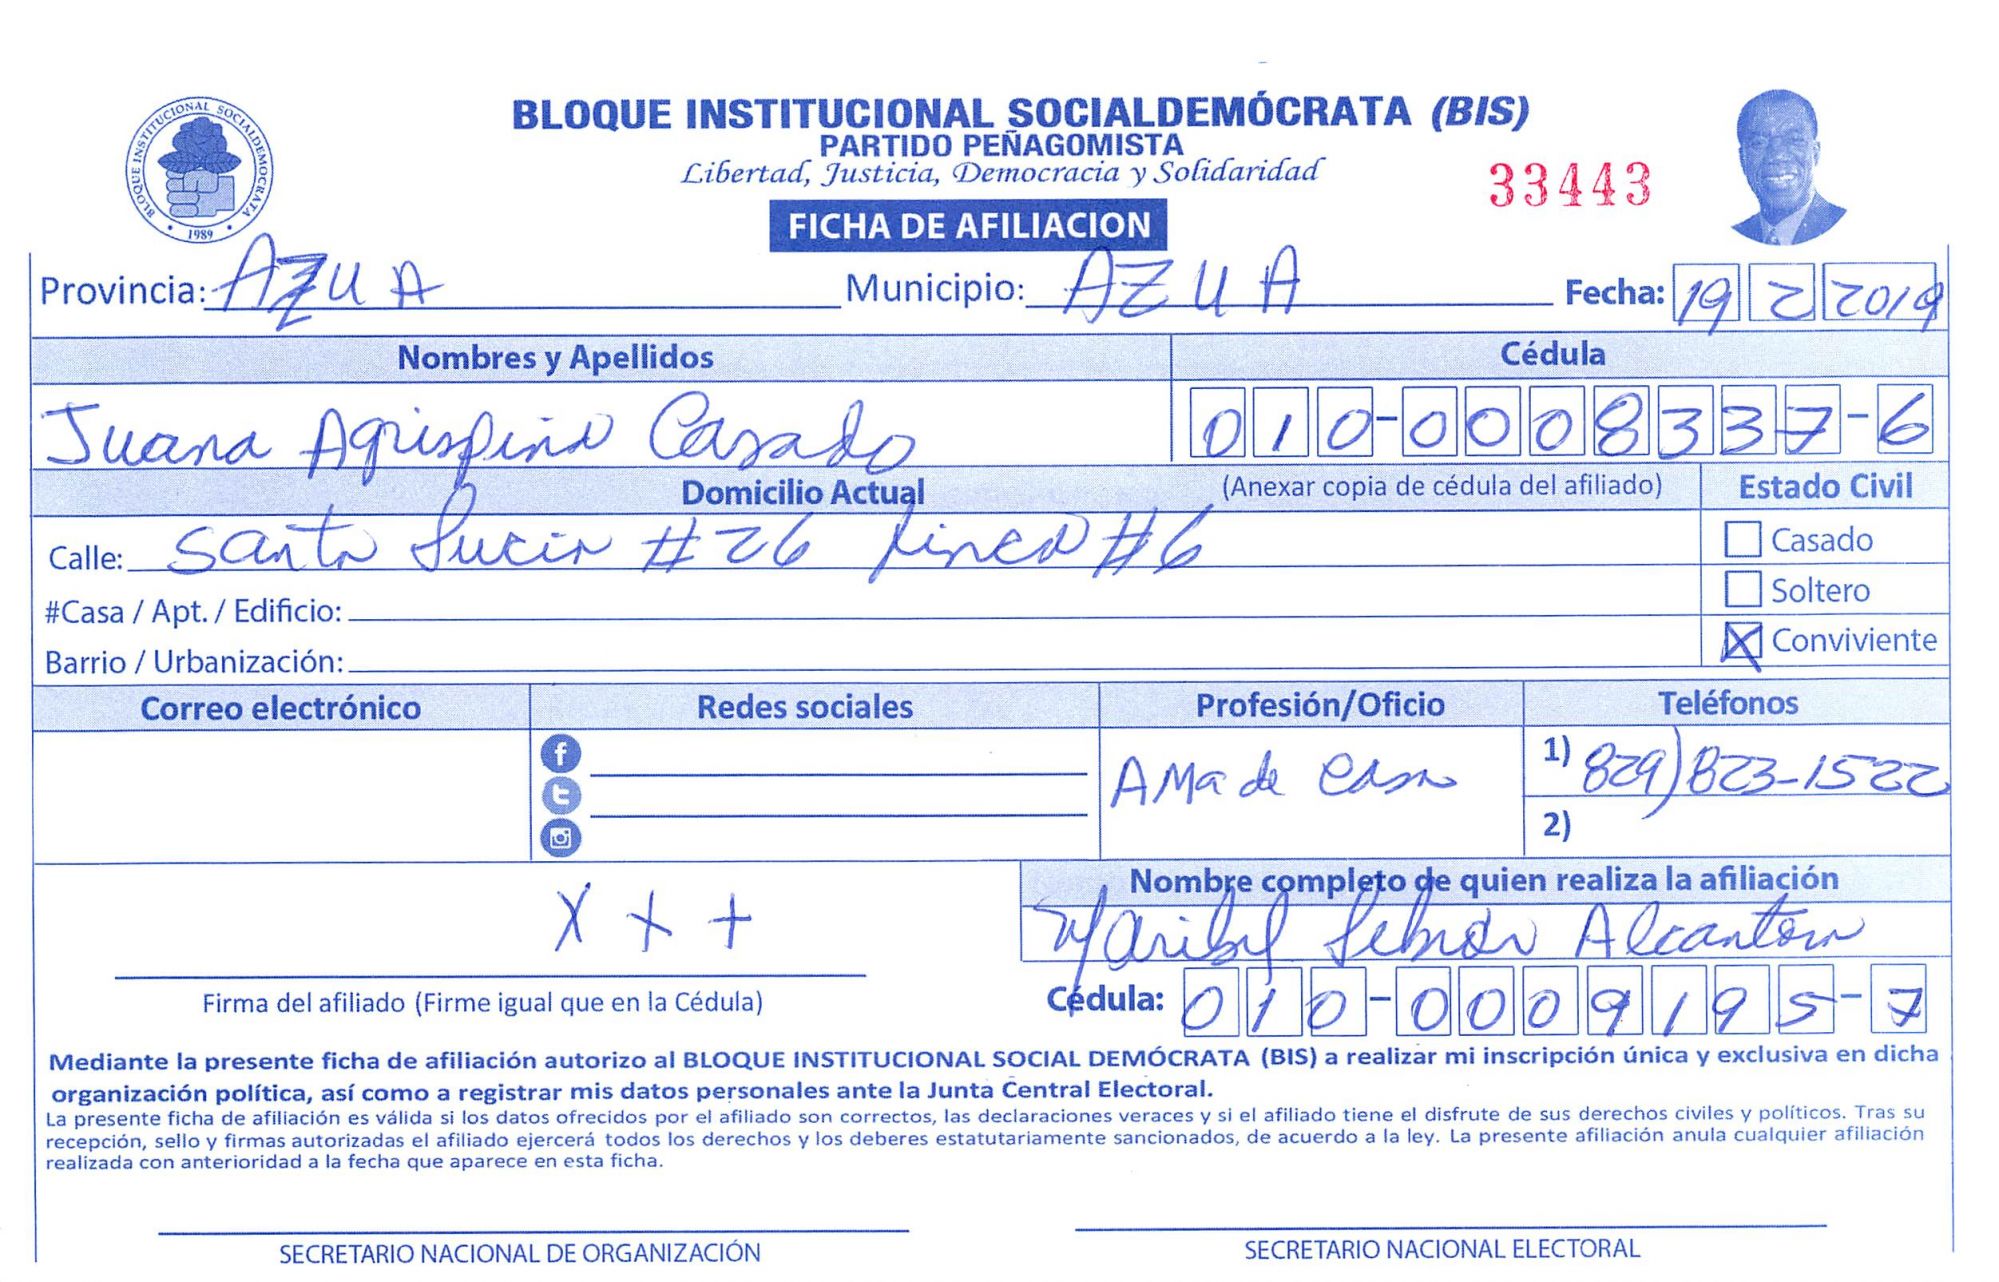 BLOQUE INSTITUCIONAL SOCIALDEMOCRATA
1989
BLOQUE INSTITUCIONAL SOCIALDEMÓCRATA (BIS)
PARTIDO PEÑAGOMISTA
Libertad, Justicia, Democracia y Solidaridad
33443
FICHA DE AFILIACION
Provincia: AZUA Municipio: AZUA Fecha: 19 2 2019
Nombres y Apellidos Cédula
Juana Agrispina Casado 010-0008337-6
Domicilio Actual (Anexar copia de cédula del afiliado) Estado Civil
Calle: Santa Lucia #26 #6
Casado
Soltero
#Casa / Apt. / Edificio:
X Conviviente
Barrio / Urbanización:
Correo electrónico Redes sociales Profesión/Oficio Teléfonos
AMa de casa 1) 829) 823-1522
2)
Nombre completo de quien realiza la afiliación
X X +
Maribel Alcantara
Firma del afiliado (Firme igual que en la Cédula) Cédula: 010-0009195-7
Mediante la presente ficha de afiliación autorizo al BLOQUE INSTITUCIONAL SOCIAL DEMÓCRATA (BIS) a realizar mi inscripción única y exclusiva en dicha
organización política, así como a registrar mis datos personales ante la Junta Central Electoral.
La presente ficha de afiliación es válida si los datos ofrecidos por el afiliado son correctos, las declaraciones veraces y si el afiliado tiene el disfrute de sus derechos civiles y políticos. Tras su
recepción, sello y firmas autorizadas el afiliado ejercerá todos los derechos y los deberes estatutariamente sancionados, de acuerdo a la ley. La presente afiliación anula cualquier afiliación
realizada con anterioridad a la fecha que aparece en esta ficha.
SECRETARIO NACIONAL DE ORGANIZACIÓN SECRETARIO NACIONAL ELECTORAL